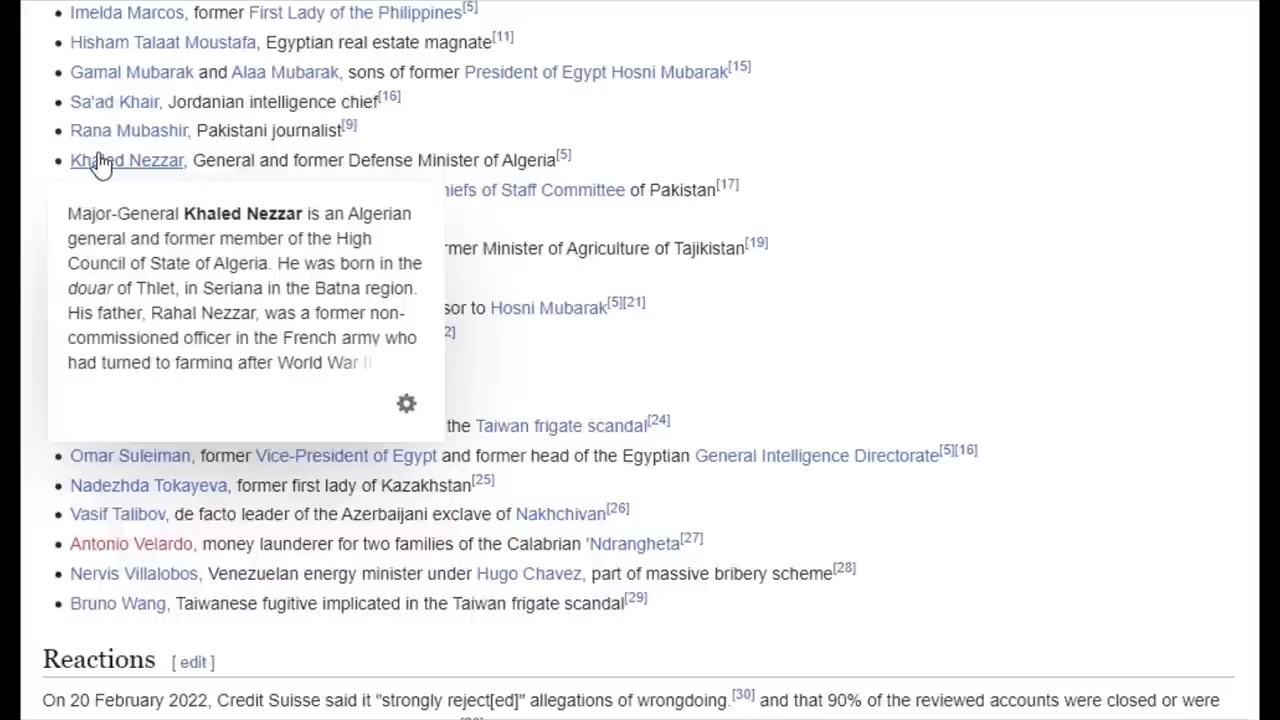 • Imelda Marcos, former First Lady of the Philippines[5]
• Hisham Talaat Moustafa, Egyptian real estate magnate[11]
• Gamal Mubarak and Alaa Mubarak, sons of former President of Egypt Hosni Mubarak[15]
• Sa'ad Khair, Jordanian intelligence chief[16]
• Rana Mubashir, Pakistani journalist[9]
• Khaled Nezzar, General and former Defense Minister of Algeria[5]
hiefs of Staff Committee of Pakistan[17]
Major-General Khaled Nezzar is an Algerian
general and former member of the High
Council of State of Algeria. He was born in the
douar of Thlet, in Seriana in the Batna region.
His father, Rahal Nezzar, was a former non-
commissioned officer in the French army who
had turned to farming after World War II
rmer Minister of Agriculture of Tajikistan[19]
sor to Hosni Mubarak[5][21]
2]
the Taiwan frigate scandal[24]
• Omar Suleiman, former Vice-President of Egypt and former head of the Egyptian General Intelligence Directorate[5][16]
• Nadezhda Tokayeva, former first lady of Kazakhstan[25]
• Vasif Talibov, de facto leader of the Azerbaijani exclave of Nakhchivan[26]
• Antonio Velardo, money launderer for two families of the Calabrian 'Ndrangheta[27]
• Nervis Villalobos, Venezuelan energy minister under Hugo Chavez, part of massive bribery scheme[28]
• Bruno Wang, Taiwanese fugitive implicated in the Taiwan frigate scandal[29]
Reactions [ edit ]
On 20 February 2022, Credit Suisse said it "strongly reject[ed]" allegations of wrongdoing.[30] and that 90% of the reviewed accounts were closed or were